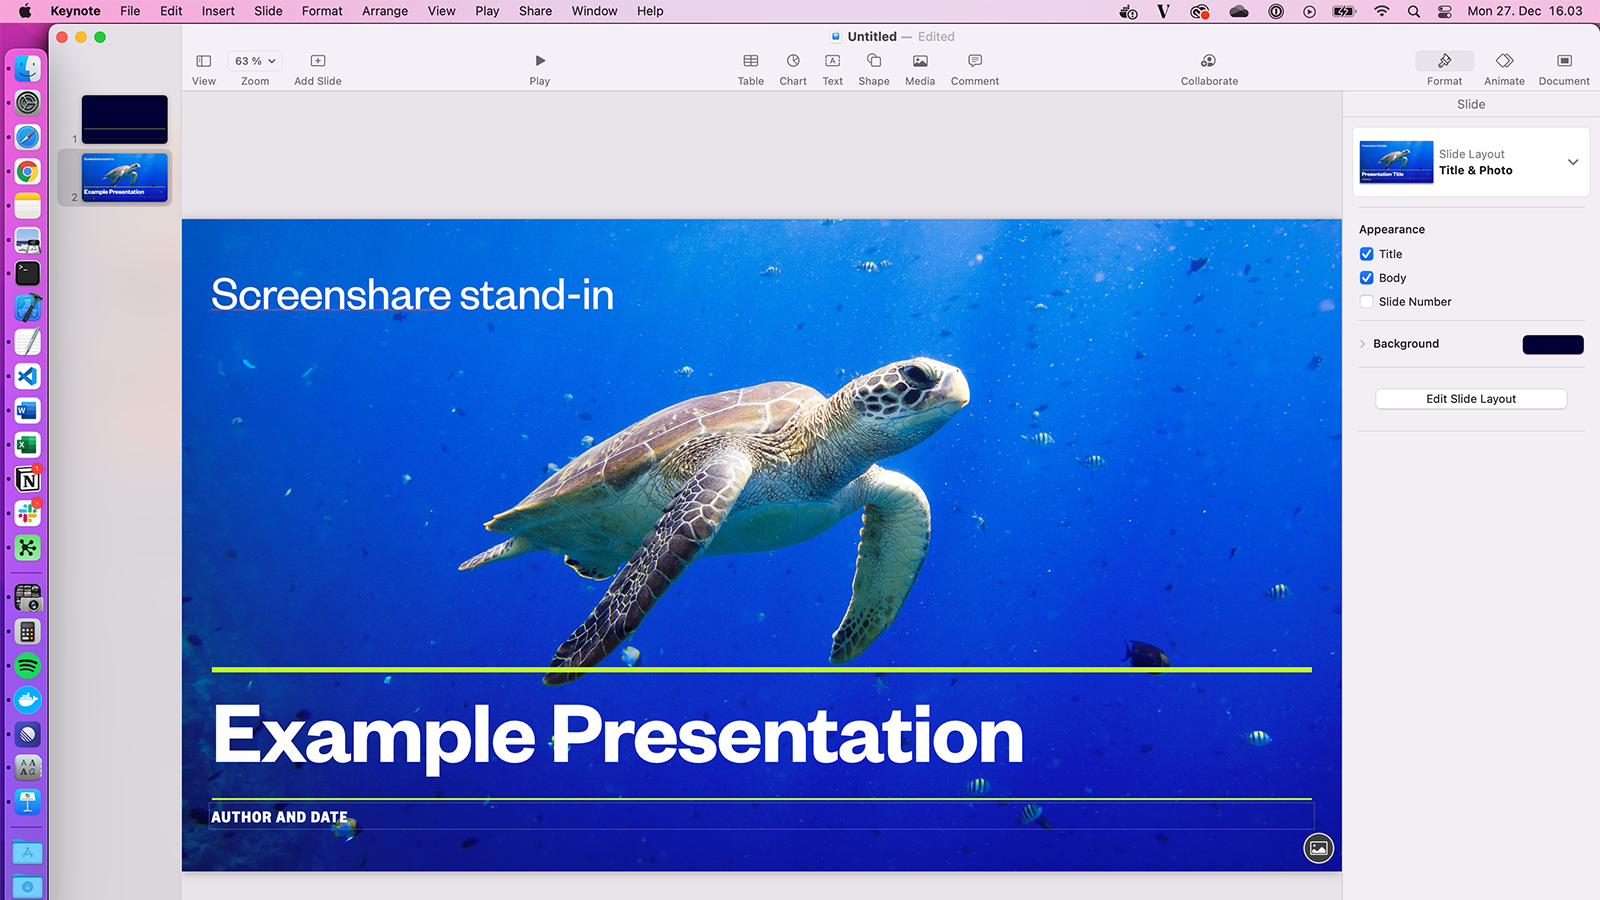 Keynote File Edit Insert Slide Format Arrange View Play Share Window Help Mon 27. Dec 16.03
Untitled — Edited
63 %
View Zoom Add Slide Play Table Chart Text Shape Media Comment Collaborate Format Animate Document
Slide
1
2
Example Presentation
Slide Layout
Title & Photo
Presentation Title
Appearance
Title
Body
Slide Number
Background
Edit Slide Layout
Screenshare stand-in
Example Presentation
AUTHOR AND DATE